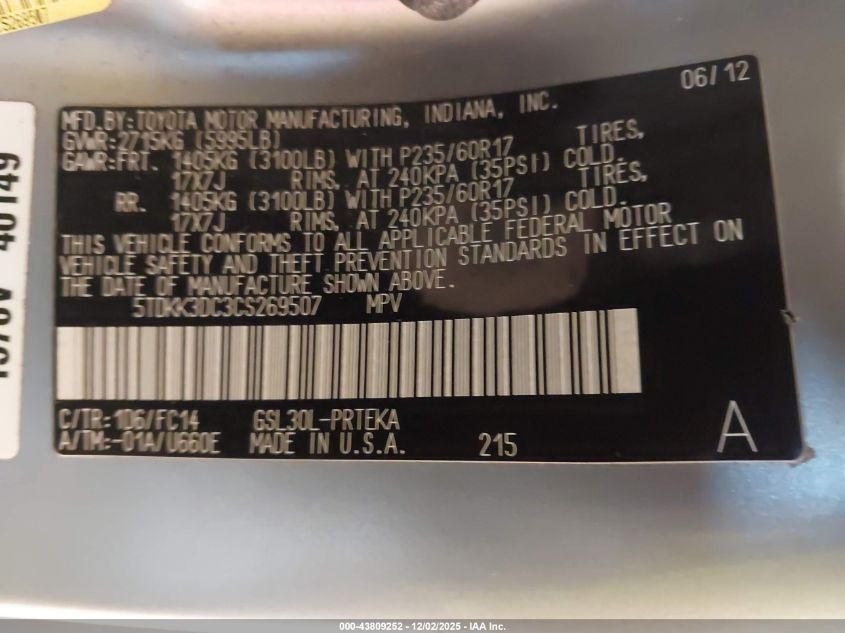 06/12
MFD.BY:TOYOTA MOTOR MANUFACTURING, INDIANA, INC.
GVWR:2715KG (5995LB)
GAWR:FRT. 1405KG (3100LB) WITH P235/60R17 TIRES,
17X7J RIMS, AT 240KPA (35PSI) COLD.
RR. 1405KG (3100LB) WITH P235/60R17 TIRES,
17X7J RIMS, AT 240KPA (35PSI) COLD.
THIS VEHICLE CONFORMS TO ALL APPLICABLE FEDERAL MOTOR
VEHICLE SAFETY AND THEFT PREVENTION STANDARDS IN EFFECT ON
THE DATE OF MANUFACTURE SHOWN ABOVE.
5TDKK3DC3CS269507 MPV
C/TR:1D6/FC14 GSL30L-PRTEKA
A/TM:-01A/U660E MADE IN U.S.A. 215
A
40149
000-43809252 - 12/02/2025 - IAA Inc.